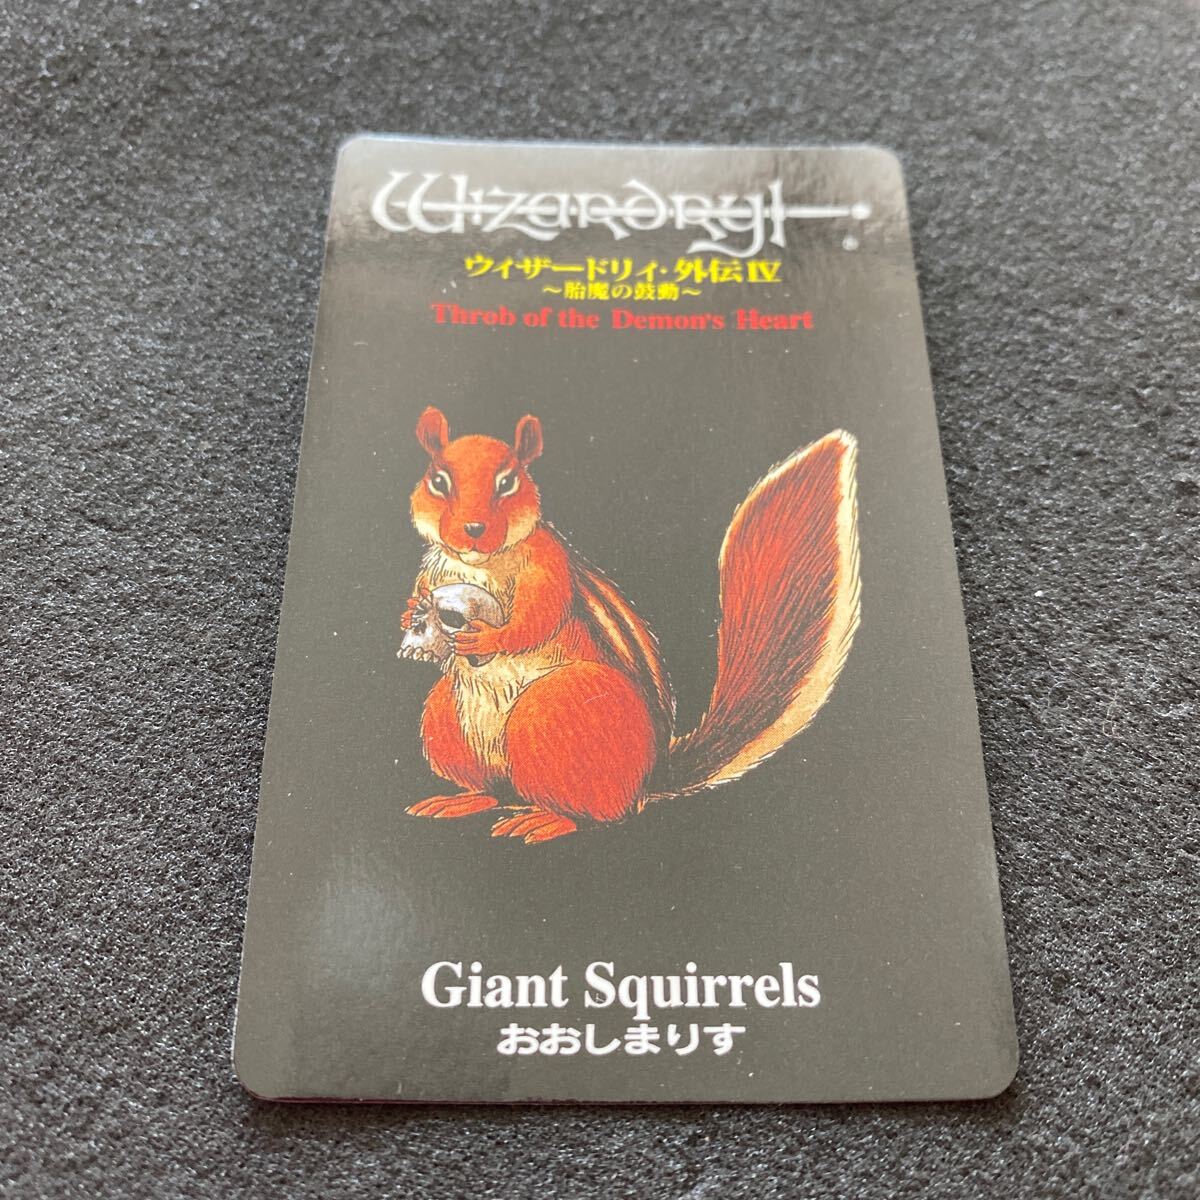 Wizardry
ウィザードリィ・外伝IV
～胎魔の鼓動～
Throb of the Demon's Heart
Giant Squirrels
おおしまりす